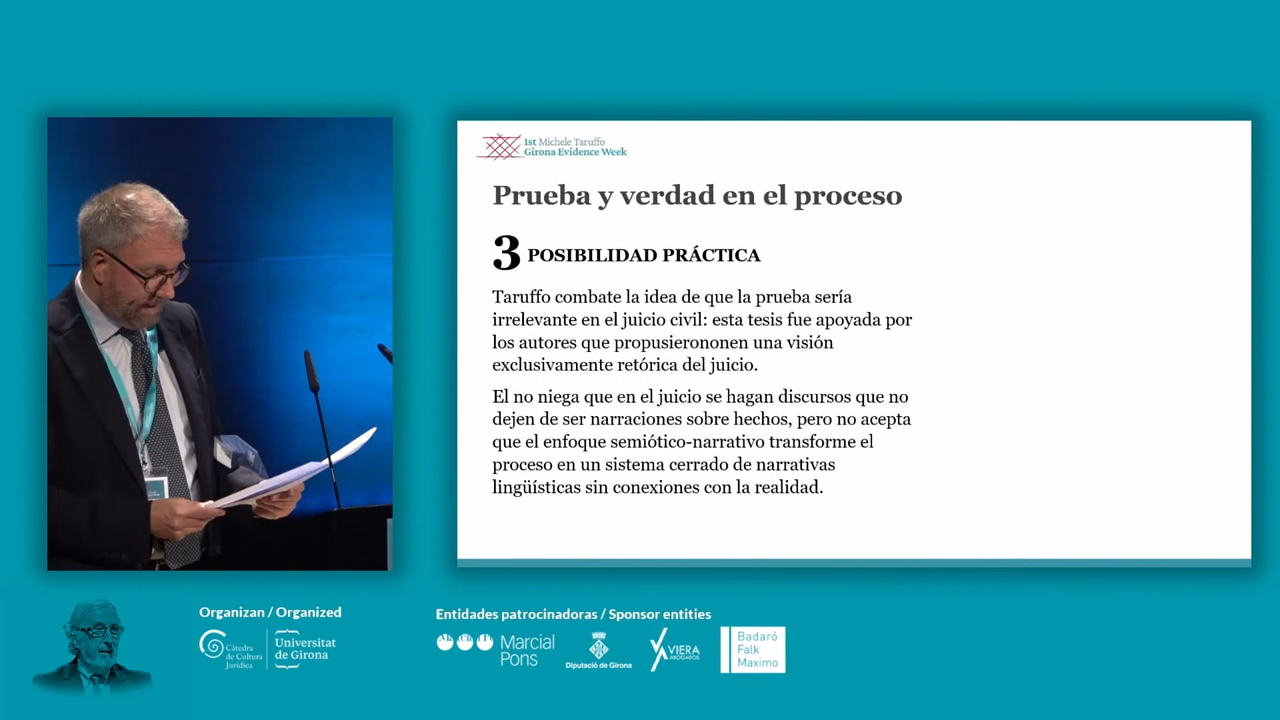 1st Michele Taruffo
Girona Evidence Week
Prueba y verdad en el proceso
3 POSIBILIDAD PRÁCTICA
Taruffo combate la idea de que la prueba sería
irrelevante en el juicio civil: esta tesis fue apoyada por
los autores que propusierononen una visión
exclusivamente retórica del juicio.
El no niega que en el juicio se hagan discursos que no
dejen de ser narraciones sobre hechos, pero no acepta
que el enfoque semiótico-narrativo transforme el
proceso en un sistema cerrado de narrativas
lingüísticas sin conexiones con la realidad.
Organizan / Organized
Càtedra
de Cultura
Jurídica
Universitat
de Girona
Entidades patrocinadoras / Sponsor entities
Marcial
Pons
Diputació de Girona
VIERA
ABOGADOS
Badaró
Falk
Maximo